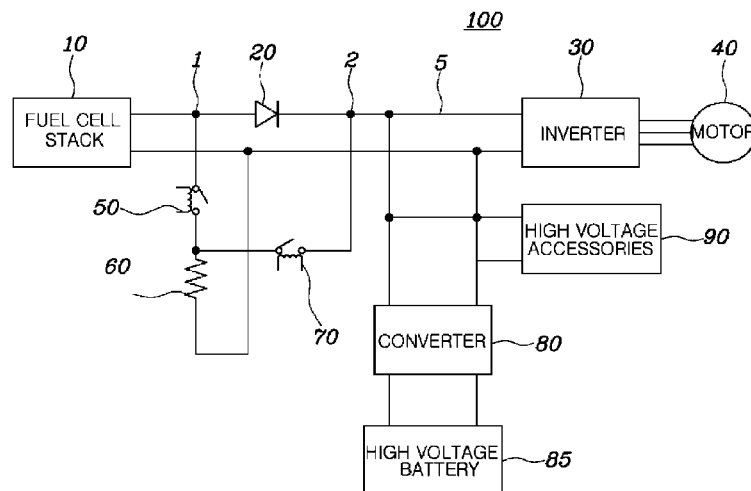 100
10
1
20
2
5
30
40
FUEL CELL
STACK
INVERTER
MOTOR
50
60
70
HIGH VOLTAGE
ACCESSORIES
90
CONVERTER
80
HIGH VOLTAGE
BATTERY
85